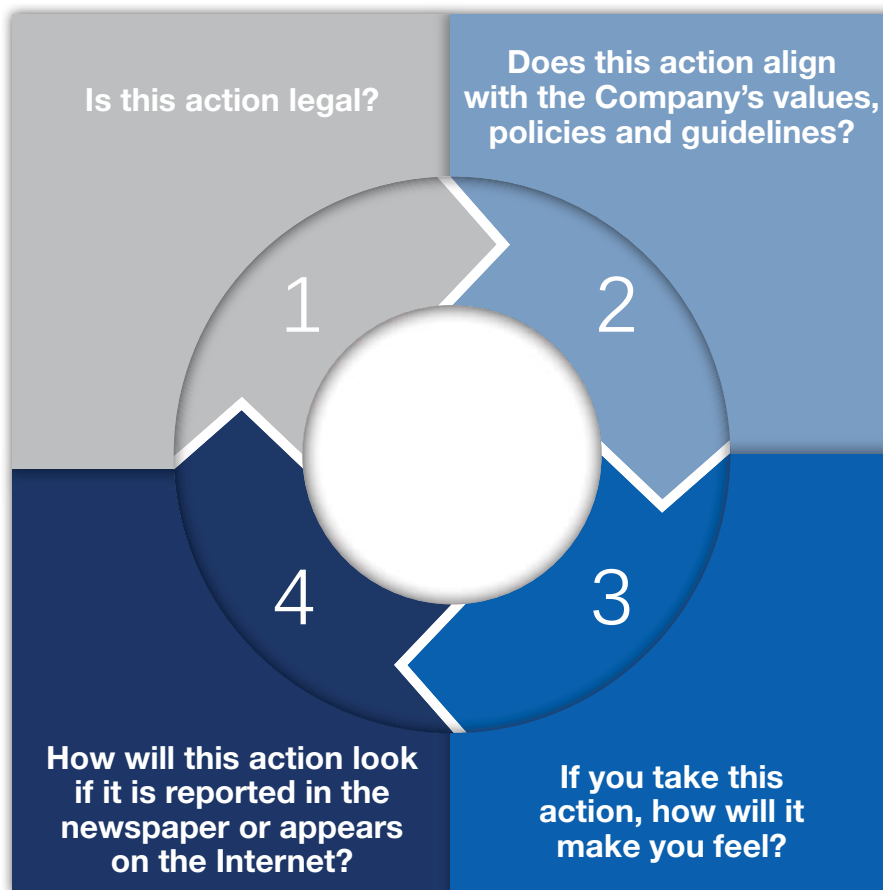 Is this action legal?
Does this action align
with the Company's values,
policies and guidelines?
1
2
4
3
How will this action look
if it is reported in the
newspaper or appears
on the Internet?
If you take this
action, how will it
make you feel?